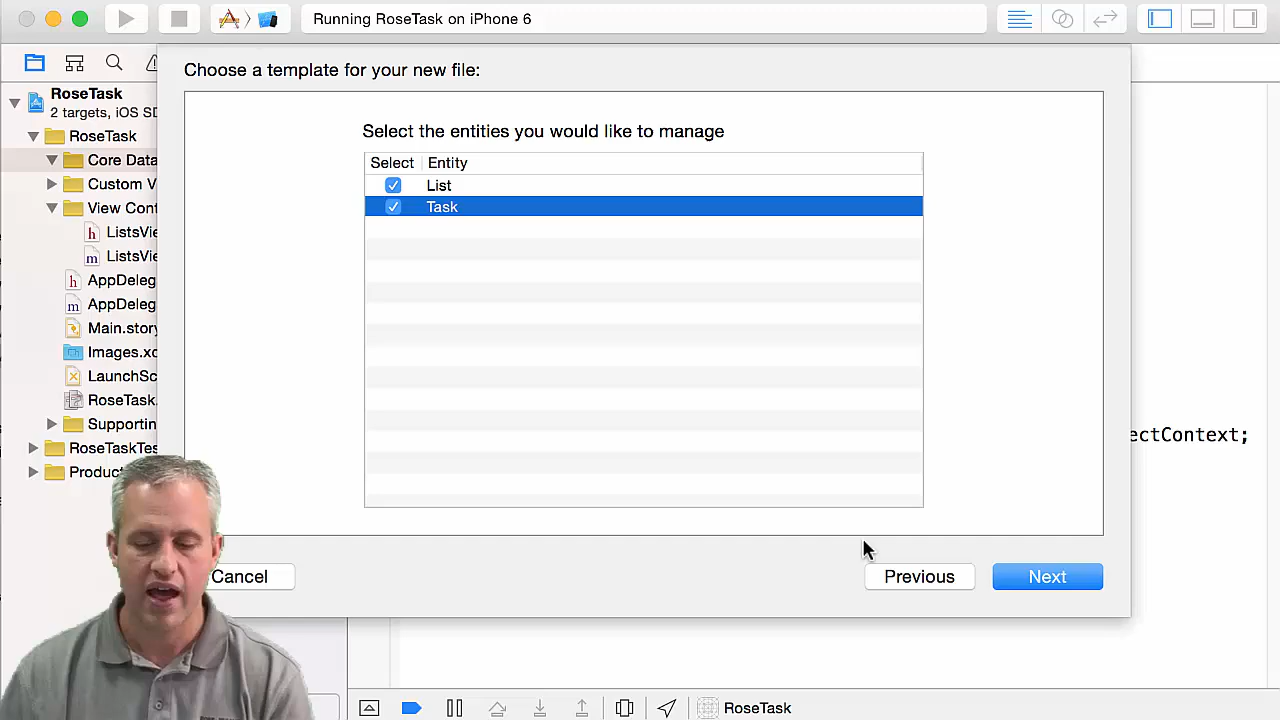 Running RoseTask on iPhone 6
Choose a template for your new file:
RoseTask
2 targets, iOS SD
RoseTask
Core Data
Custom V
View Cont
h ListsVie
m ListsVie
h AppDeleg
m AppDeleg
Main.story
Images.xc
LaunchSc
RoseTask.
Supportin
RoseTaskTes
Product
Select the entities you would like to manage
Select Entity
List
Task
ectContext;
Cancel
Previous
Next
RoseTask